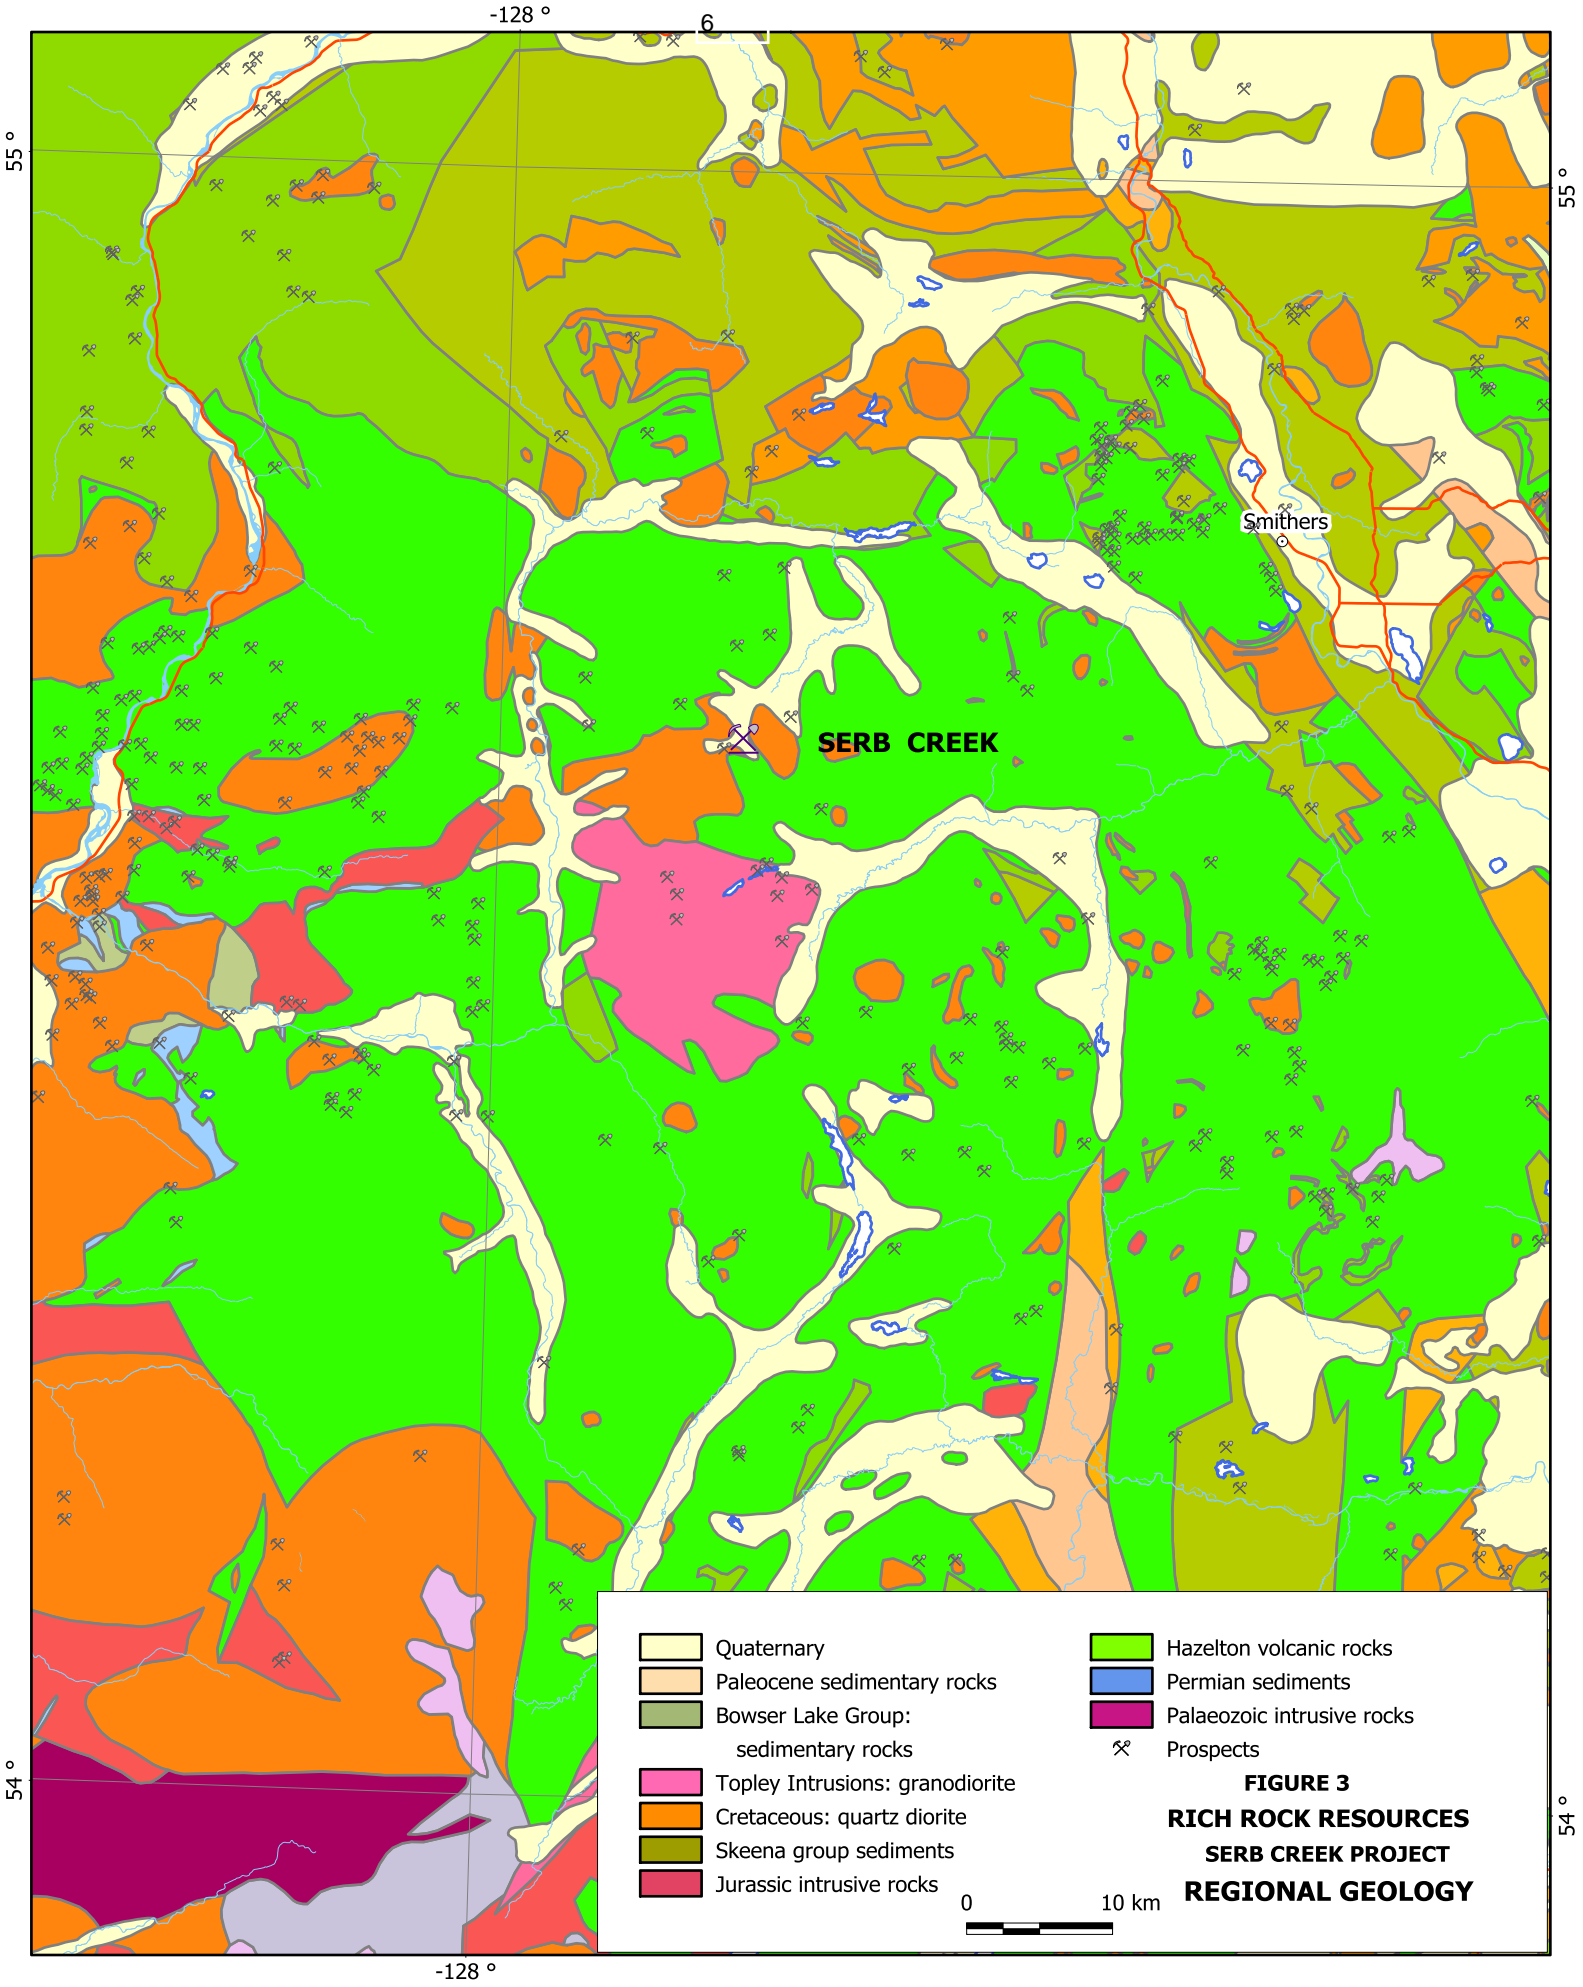 -128 °
6
55 °
55 °
Smithers
SERB CREEK
Quaternary
Paleocene sedimentary rocks
Bowser Lake Group:
sedimentary rocks
Topley Intrusions: granodiorite
Cretaceous: quartz diorite
Skeena group sediments
Jurassic intrusive rocks
Hazelton volcanic rocks
Permian sediments
Palaeozoic intrusive rocks
Prospects
FIGURE 3
RICH ROCK RESOURCES
SERB CREEK PROJECT
REGIONAL GEOLOGY
0 10 km
54 °
54 °
-128 °